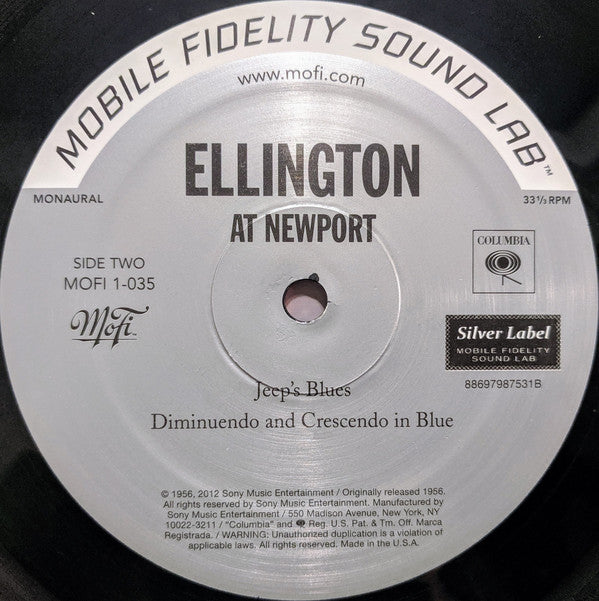 MOBILE FIDELITY SOUND LAB™
www.mofi.com
ELLINGTON
AT NEWPORT
MONAURAL
33 1/3 RPM
SIDE TWO
MOFI 1-035
MoFi
COLUMBIA
Silver Label
MOBILE FIDELITY
SOUND LAB
88697987531B
Jeep's Blues
Diminuendo and Crescendo in Blue
© 1956, 2012 Sony Music Entertainment / Originally released 1956.
All rights reserved by Sony Music Entertainment. Manufactured by
Sony Music Entertainment / 550 Madison Avenue, New York, NY
10022-3211 / "Columbia" and Reg. U.S. Pat. & Tm. Off. Marca
Registrada. / WARNING: Unauthorized duplication is a violation of
applicable laws. All rights reserved. Made in the U.S.A.